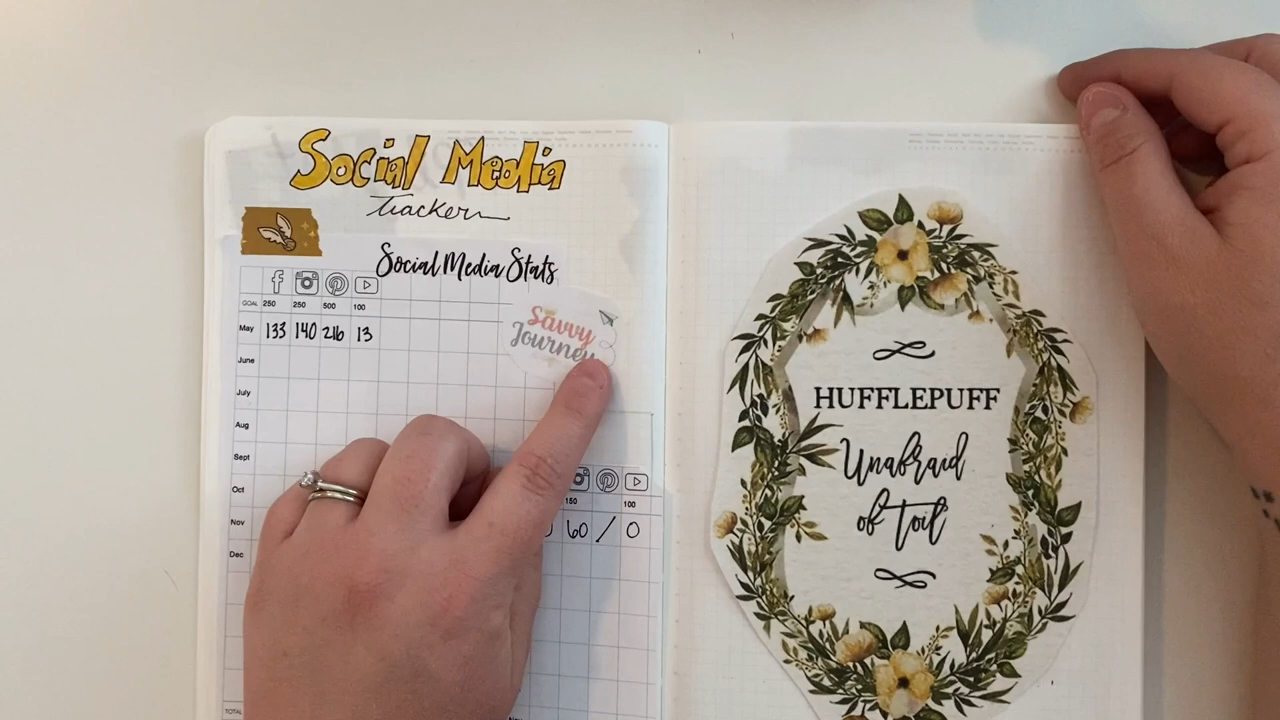 Social Media
Tracker
Social Media Stats
GOAL 250 250 500 100
May 133 140 216 13
June
July
Aug
Sept
Oct
Nov
Dec
TOTAL
Savvy
Journey
150 100
60 / 0
HUFFLEPUFF
Unafraid
of toil